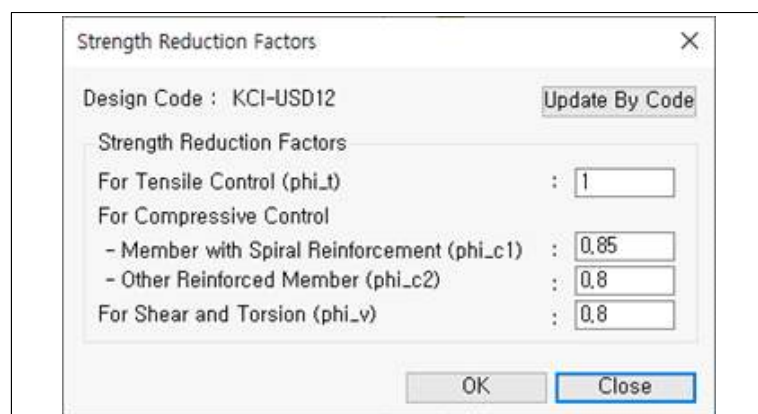 Strength Reduction Factors
Design Code : KCI-USD12 Update By Code
Strength Reduction Factors
For Tensile Control (phi_t) : 1
For Compressive Control
- Member with Spiral Reinforcement (phi_c1) : 0.85
- Other Reinforced Member (phi_c2) : 0.8
For Shear and Torsion (phi_v) : 0.8
OK Close